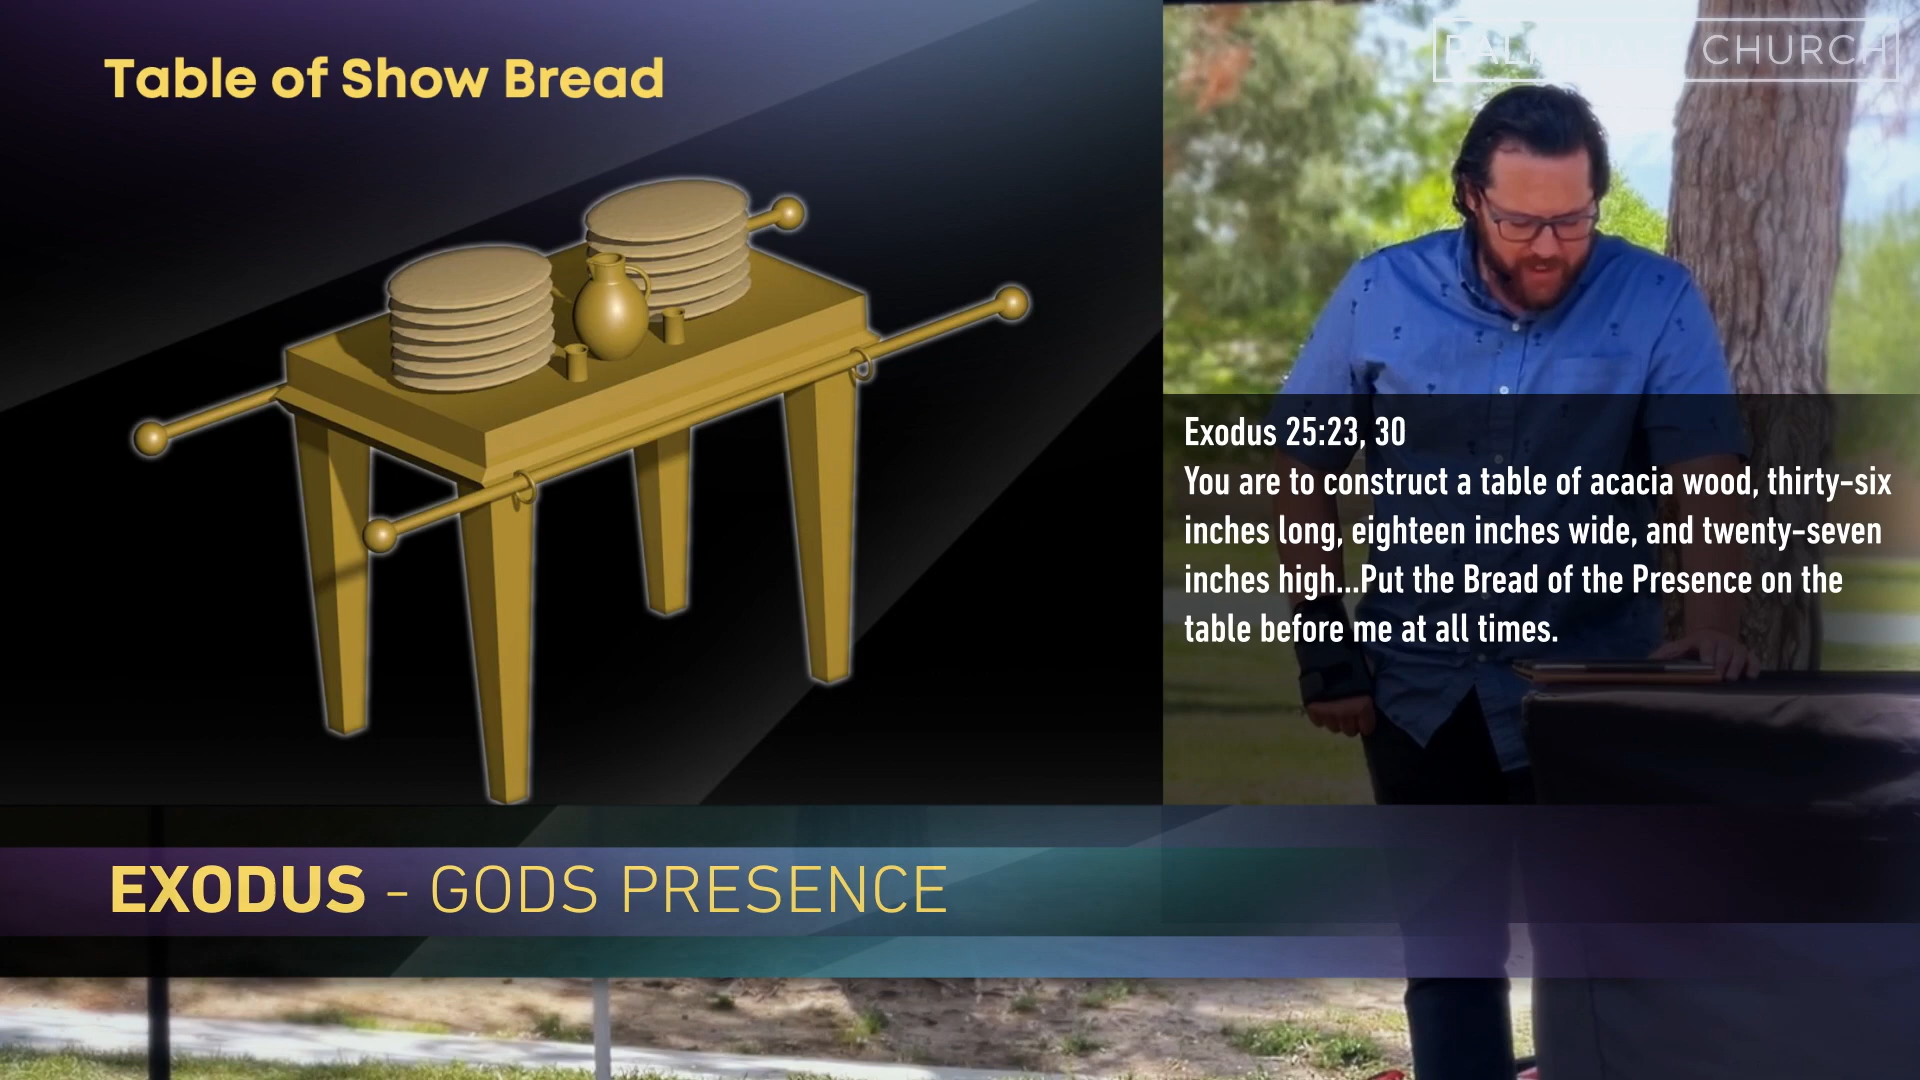 Table of Show Bread
PALMDALE CHURCH
Exodus 25:23, 30
You are to construct a table of acacia wood, thirty-six
inches long, eighteen inches wide, and twenty-seven
inches high...Put the Bread of the Presence on the
table before me at all times.
EXODUS - GODS PRESENCE